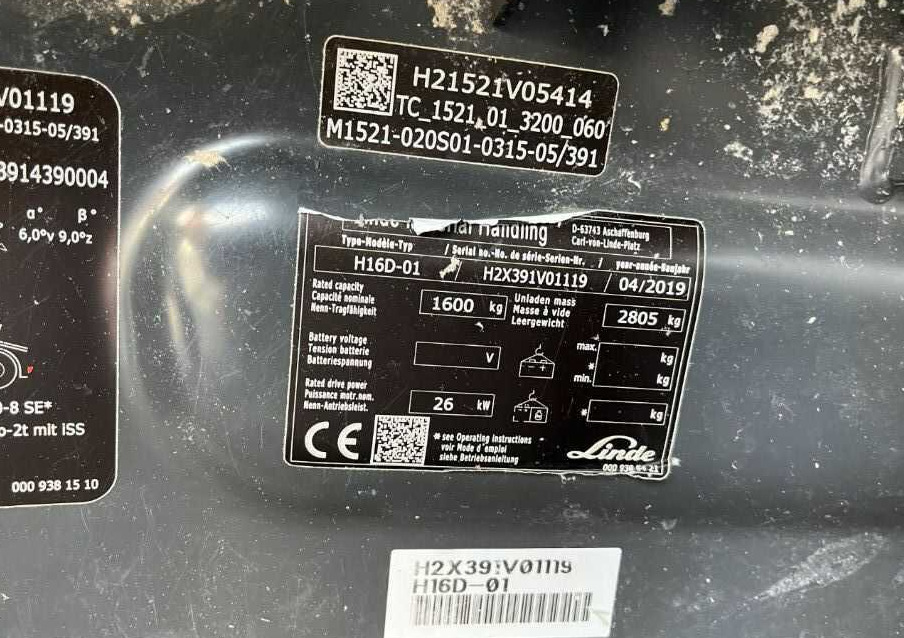 V01119
-0315-05/391
3914390004
α° β°
6,0°v 9,0°z
-8 SE*
o-2t mit ISS
000 938 15 10
H21521V05414
TC_1521_01_3200_060
M1521-020S01-0315-05/391
Handling
D-63743 Aschaffenburg
Carl-von-Linde-Platz
Type-Modèle-Typ / Serial no.-No. de série-Serien-Nr. / year-année-Baujahr
H16D-01 / H2X391V01119 / 04/2019
Rated capacity
Capacité nominale
Nenn-Tragfähigkeit
1600 kg
Unladen mass
Masse à vide
Leergewicht
2805 kg
Battery voltage
Tension batterie
Batteriespannung
V
max. kg
*
min. kg
Rated drive power
Puissance motr.nom.
Nenn-Antriebsleist.
26 kW
* kg
CE
* see Operating instructions
voir Mode d'emploi
siehe Betriebsanleitung
Linde
H2X391V01119
H16D-01